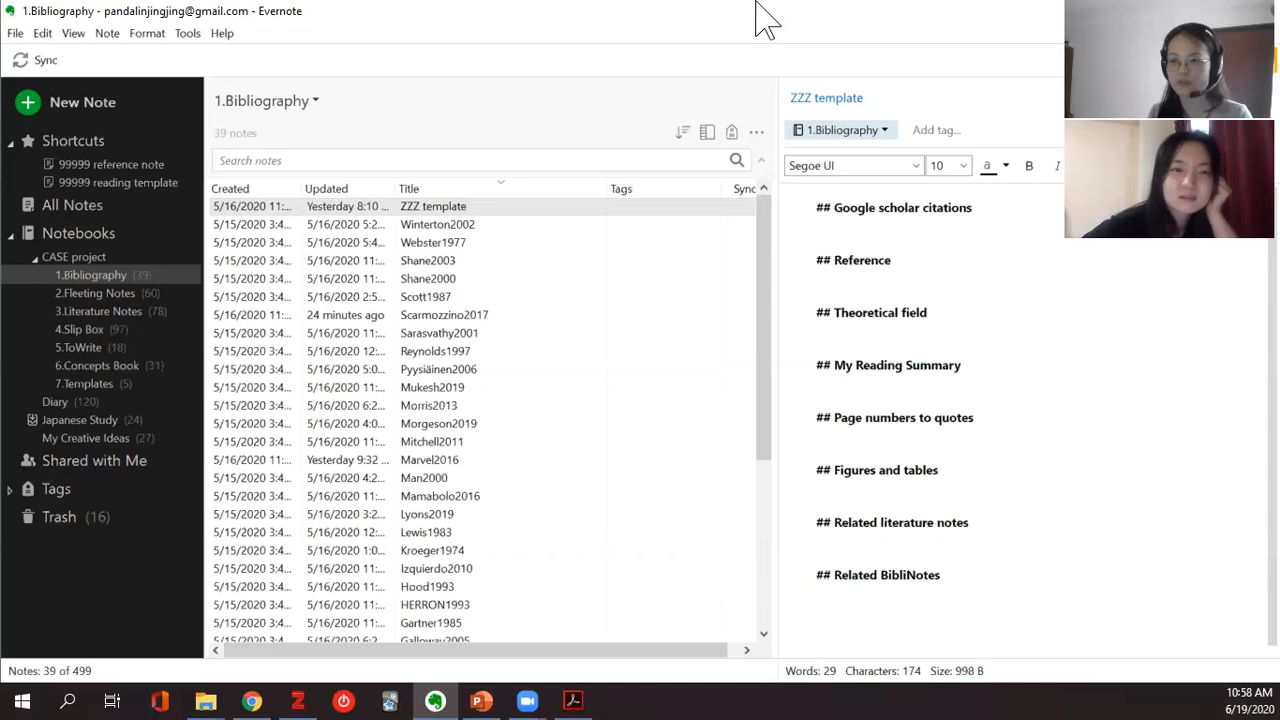 1.Bibliography - pandalinjingjing@gmail.com - Evernote
File Edit View Note Format Tools Help
Sync
New Note
Shortcuts
99999 reference note
99999 reading template
All Notes
Notebooks
CASE project
1.Bibliography (39)
2.Fleeting Notes (60)
3.Literature Notes (78)
4.Slip Box (97)
5.ToWrite (18)
6.Concepts Book (31)
7.Templates (5)
Diary (120)
Japanese Study (24)
My Creative Ideas (27)
Shared with Me
Tags
Trash (16)
1.Bibliography
39 notes
Search notes
Created Updated Title Tags Sync
5/16/2020 11:... Yesterday 8:10 ... ZZZ template
5/15/2020 3:4... 5/16/2020 5:2... Winterton2002
5/15/2020 3:4... 5/16/2020 5:4... Webster1977
5/15/2020 3:4... 5/16/2020 11:... Shane2003
5/15/2020 3:4... 5/16/2020 11:... Shane2000
5/15/2020 3:4... 5/16/2020 2:5... Scott1987
5/16/2020 11:... 24 minutes ago Scarmozzino2017
5/15/2020 3:4... 5/16/2020 11:... Sarasvathy2001
5/15/2020 3:4... 5/16/2020 12:... Reynolds1997
5/15/2020 3:4... 5/16/2020 5:0... Pyysiäinen2006
5/15/2020 3:4... 5/16/2020 11:... Mukesh2019
5/15/2020 3:4... 5/16/2020 6:2... Morris2013
5/15/2020 3:4... 5/16/2020 4:0... Morgeson2019
5/15/2020 3:4... 5/16/2020 11:... Mitchell2011
5/16/2020 11:... Yesterday 9:32 ... Marvel2016
5/15/2020 3:4... 5/16/2020 4:2... Man2000
5/15/2020 3:4... 5/16/2020 11:... Mamabolo2016
5/15/2020 3:4... 5/16/2020 3:2... Lyons2019
5/15/2020 3:4... 5/16/2020 12:... Lewis1983
5/15/2020 3:4... 5/16/2020 1:0... Kroeger1974
5/15/2020 3:4... 5/16/2020 11:... Izquierdo2010
5/15/2020 3:4... 5/16/2020 11:... Hood1993
5/15/2020 3:4... 5/16/2020 11:... HERRON1993
5/15/2020 3:4... 5/16/2020 11:... Gartner1985
5/15/2020 3:4... 5/16/2020 6:2... Galloway2005
Notes: 39 of 499
ZZZ template
1.Bibliography Add tag...
Segoe UI 10 a B I
## Google scholar citations
## Reference
## Theoretical field
## My Reading Summary
## Page numbers to quotes
## Figures and tables
## Related literature notes
## Related BibliNotes
Words: 29 Characters: 174 Size: 998 B
10:58 AM
6/19/2020